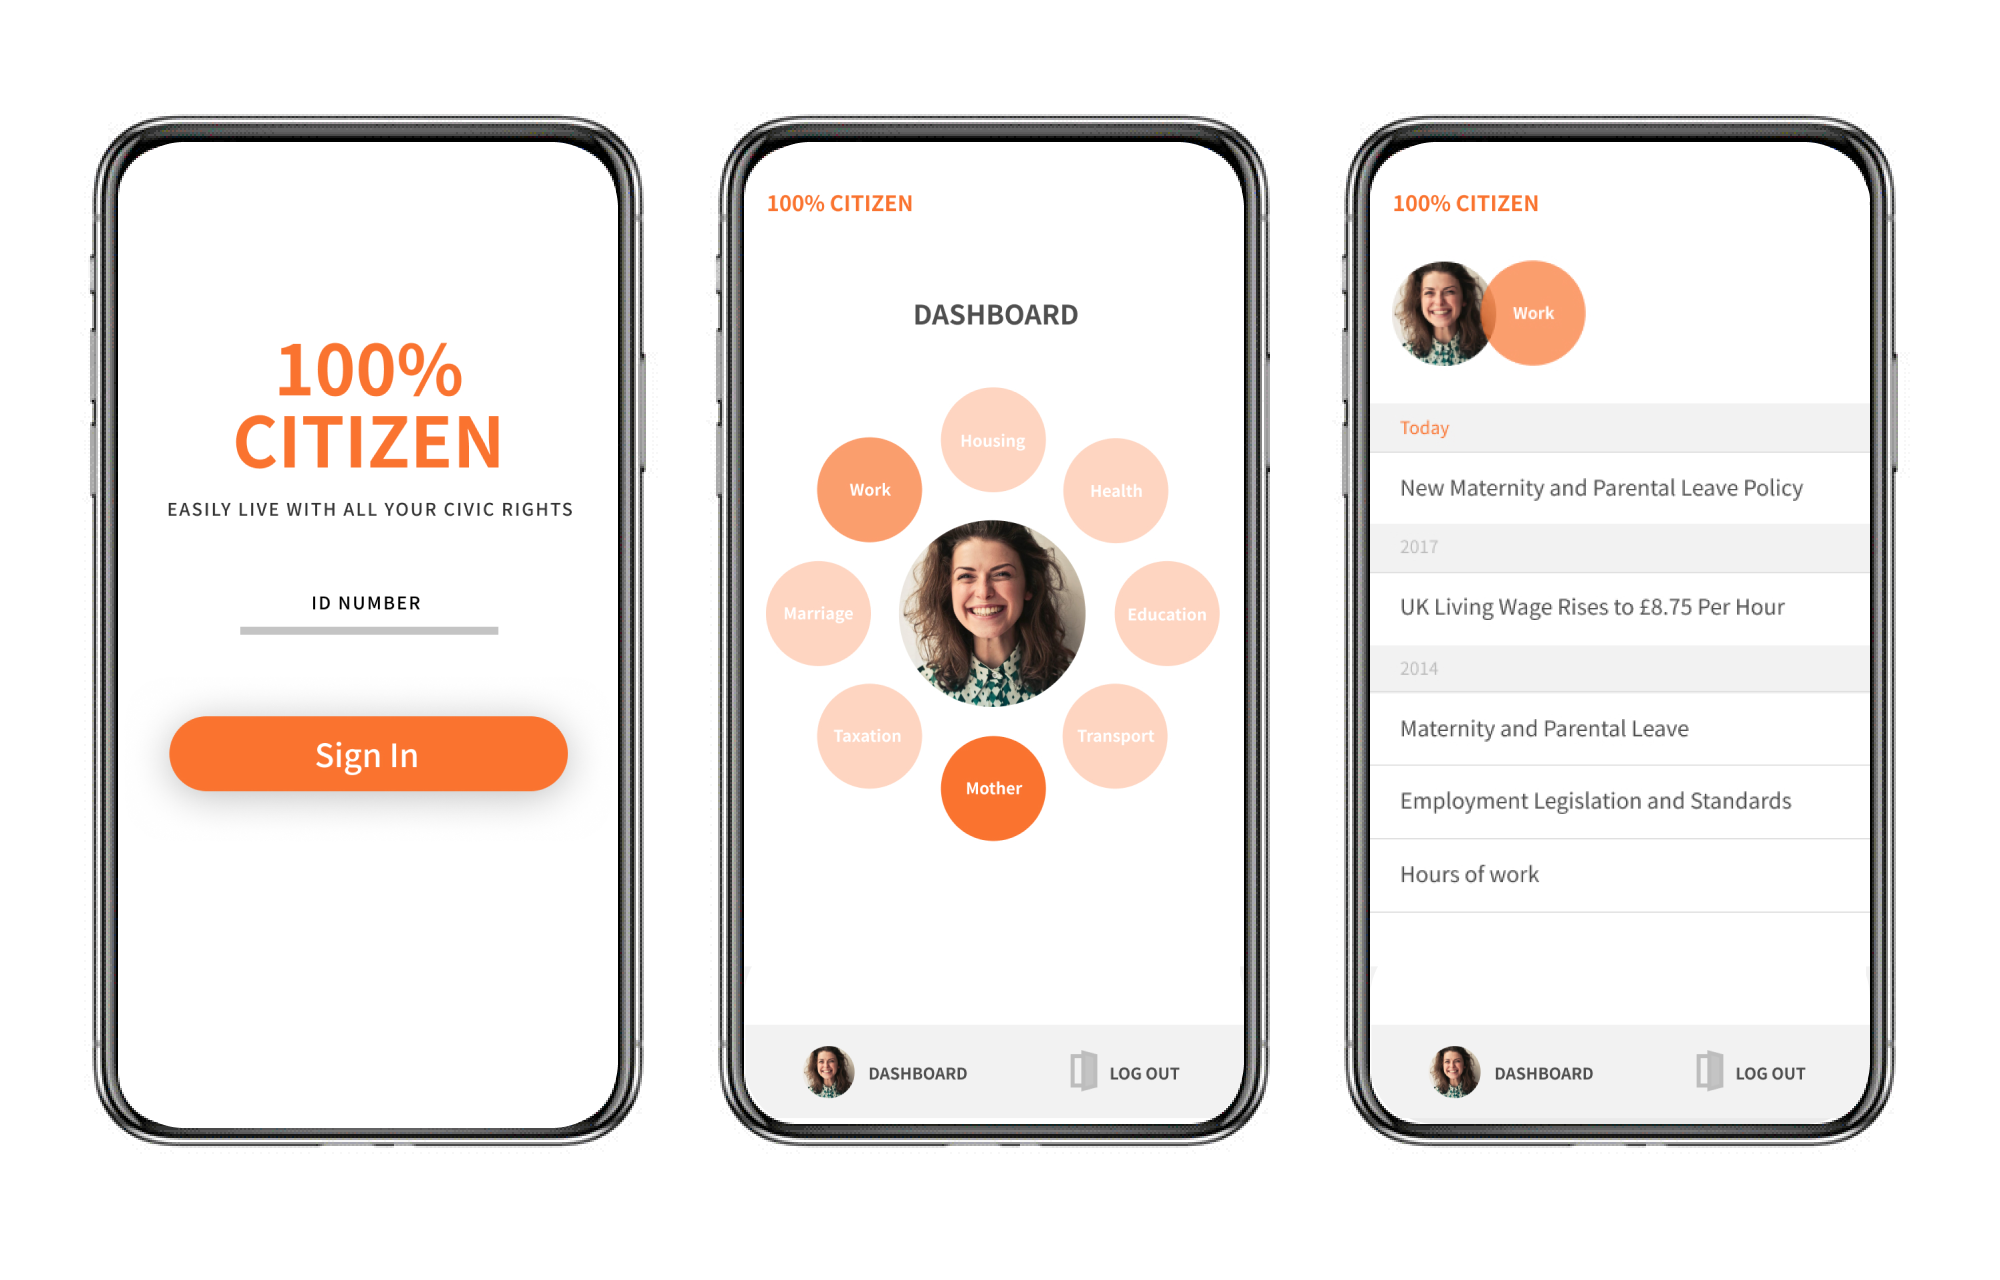 100%
CITIZEN
EASILY LIVE WITH ALL YOUR CIVIC RIGHTS
ID NUMBER
Sign In
100% CITIZEN
DASHBOARD
Housing
Work
Health
Marriage
Education
Taxation
Transport
Mother
DASHBOARD
LOG OUT
100% CITIZEN
Work
Today
New Maternity and Parental Leave Policy
2017
UK Living Wage Rises to £8.75 Per Hour
2014
Maternity and Parental Leave
Employment Legislation and Standards
Hours of work
DASHBOARD
LOG OUT